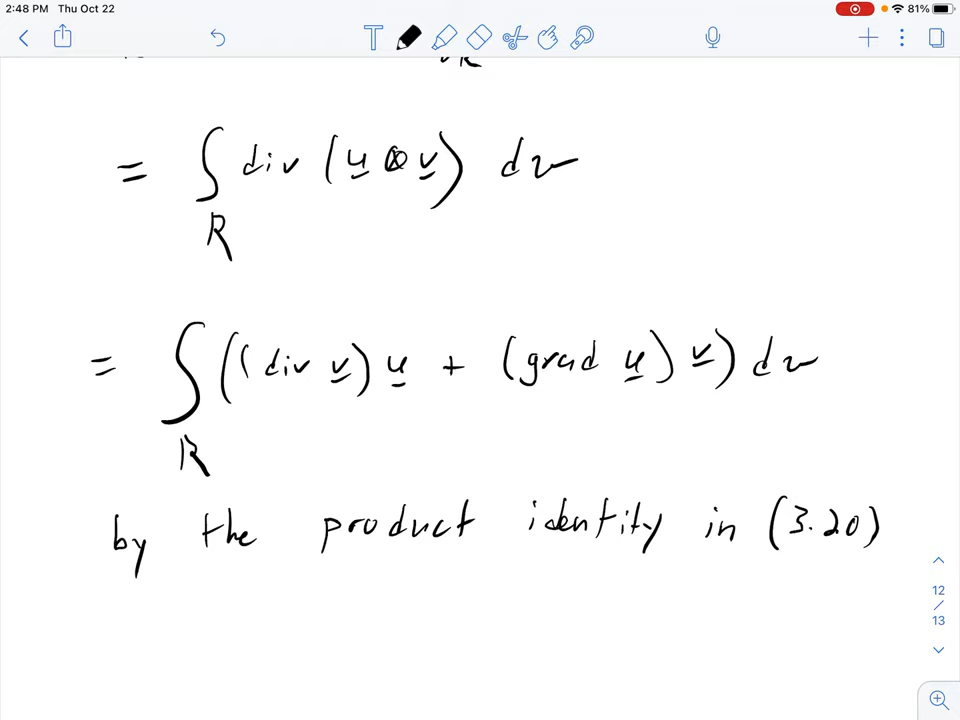 2:48 PM Thu Oct 22 81%
= ∫_R div (u ⊗ v) dv
= ∫_R ((div v) u + (grad u) v) dv
by the product identity in (3.20)
12
/
13